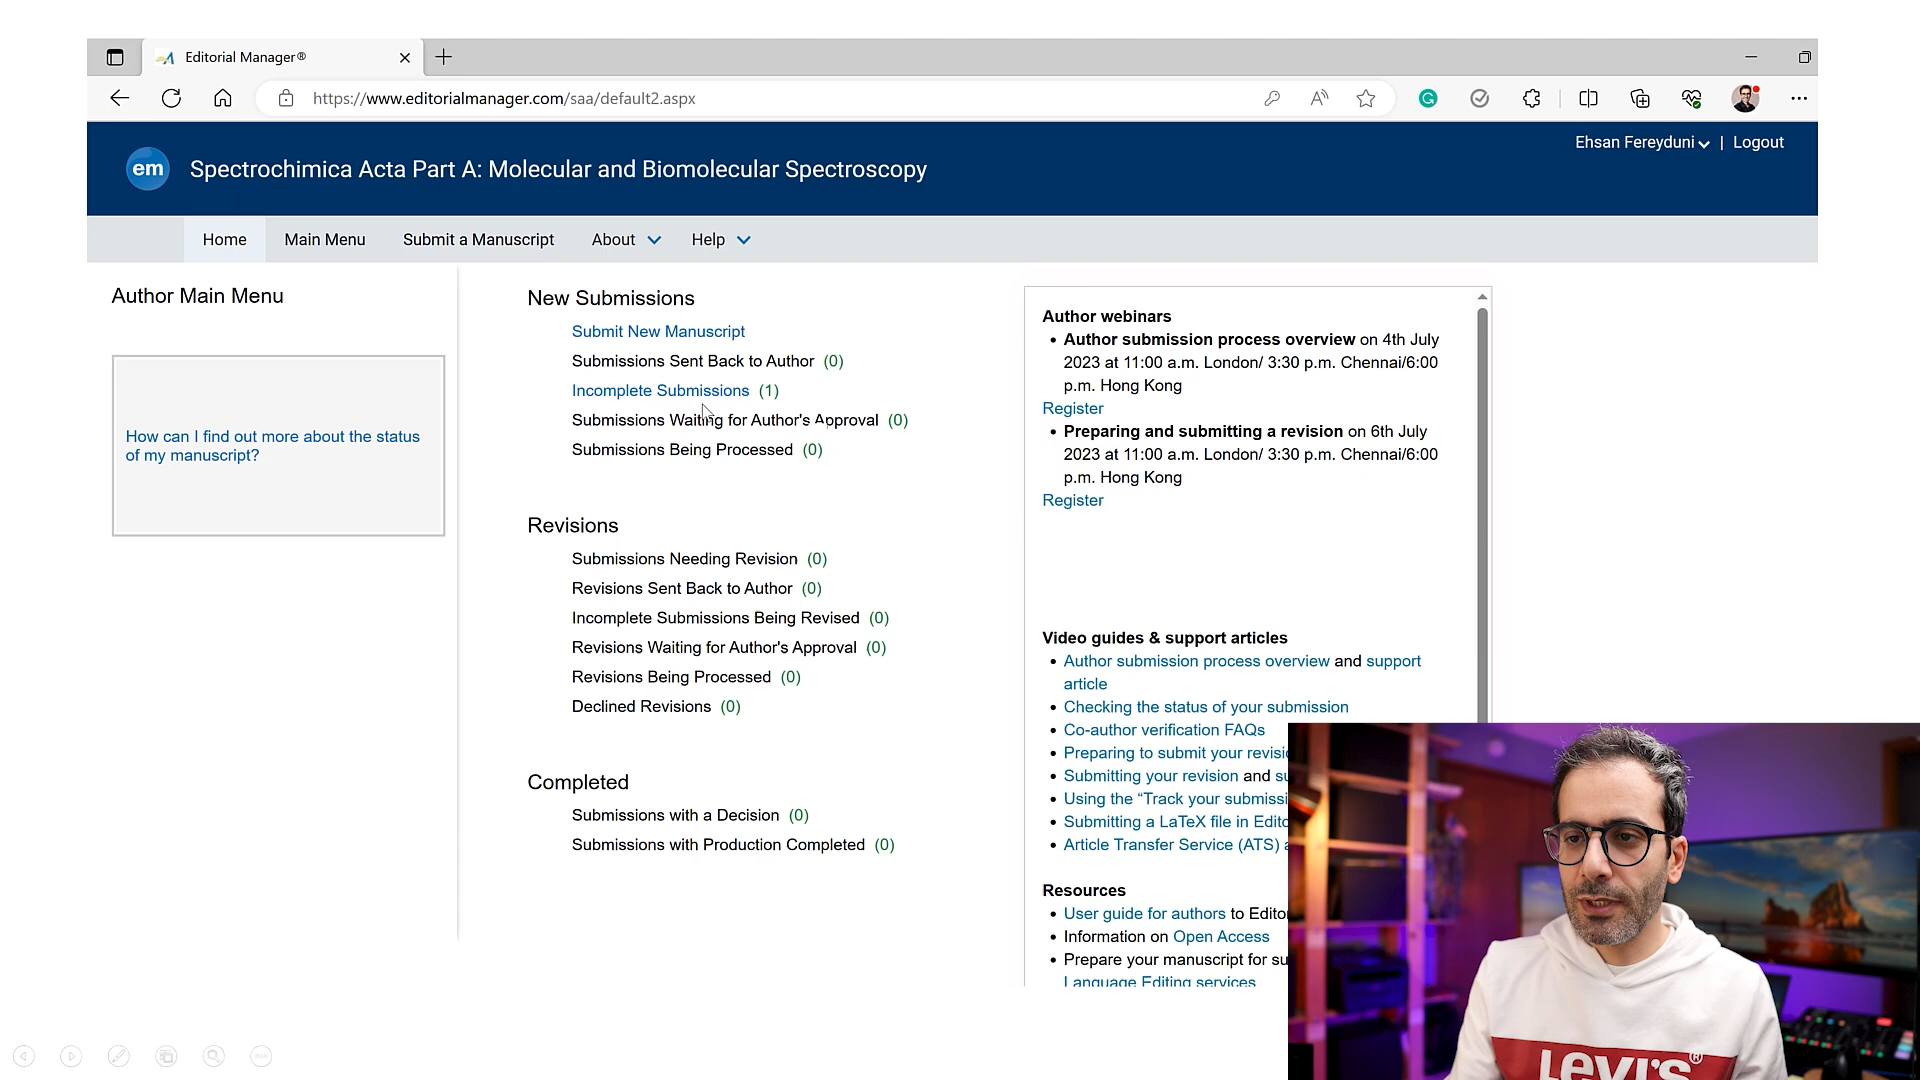 Editorial Manager®
https://www.editorialmanager.com/saa/default2.aspx
Ehsan Fereyduni | Logout
em
Spectrochimica Acta Part A: Molecular and Biomolecular Spectroscopy
Home Main Menu Submit a Manuscript About Help
Author Main Menu
How can I find out more about the status
of my manuscript?
New Submissions
Submit New Manuscript
Submissions Sent Back to Author (0)
Incomplete Submissions (1)
Submissions Waiting for Author's Approval (0)
Submissions Being Processed (0)
Revisions
Submissions Needing Revision (0)
Revisions Sent Back to Author (0)
Incomplete Submissions Being Revised (0)
Revisions Waiting for Author's Approval (0)
Revisions Being Processed (0)
Declined Revisions (0)
Completed
Submissions with a Decision (0)
Submissions with Production Completed (0)
Author webinars
• Author submission process overview on 4th July
2023 at 11:00 a.m. London/ 3:30 p.m. Chennai/6:00
p.m. Hong Kong
Register
• Preparing and submitting a revision on 6th July
2023 at 11:00 a.m. London/ 3:30 p.m. Chennai/6:00
p.m. Hong Kong
Register
Video guides & support articles
• Author submission process overview and support
article
• Checking the status of your submission
• Co-author verification FAQs
• Preparing to submit your revisi
• Submitting your revision and su
• Using the “Track your submissi
• Submitting a LaTeX file in Edito
• Article Transfer Service (ATS) a
Resources
• User guide for authors to Edito
• Information on Open Access
• Prepare your manuscript for su
Language Editing services
LEVI'S®